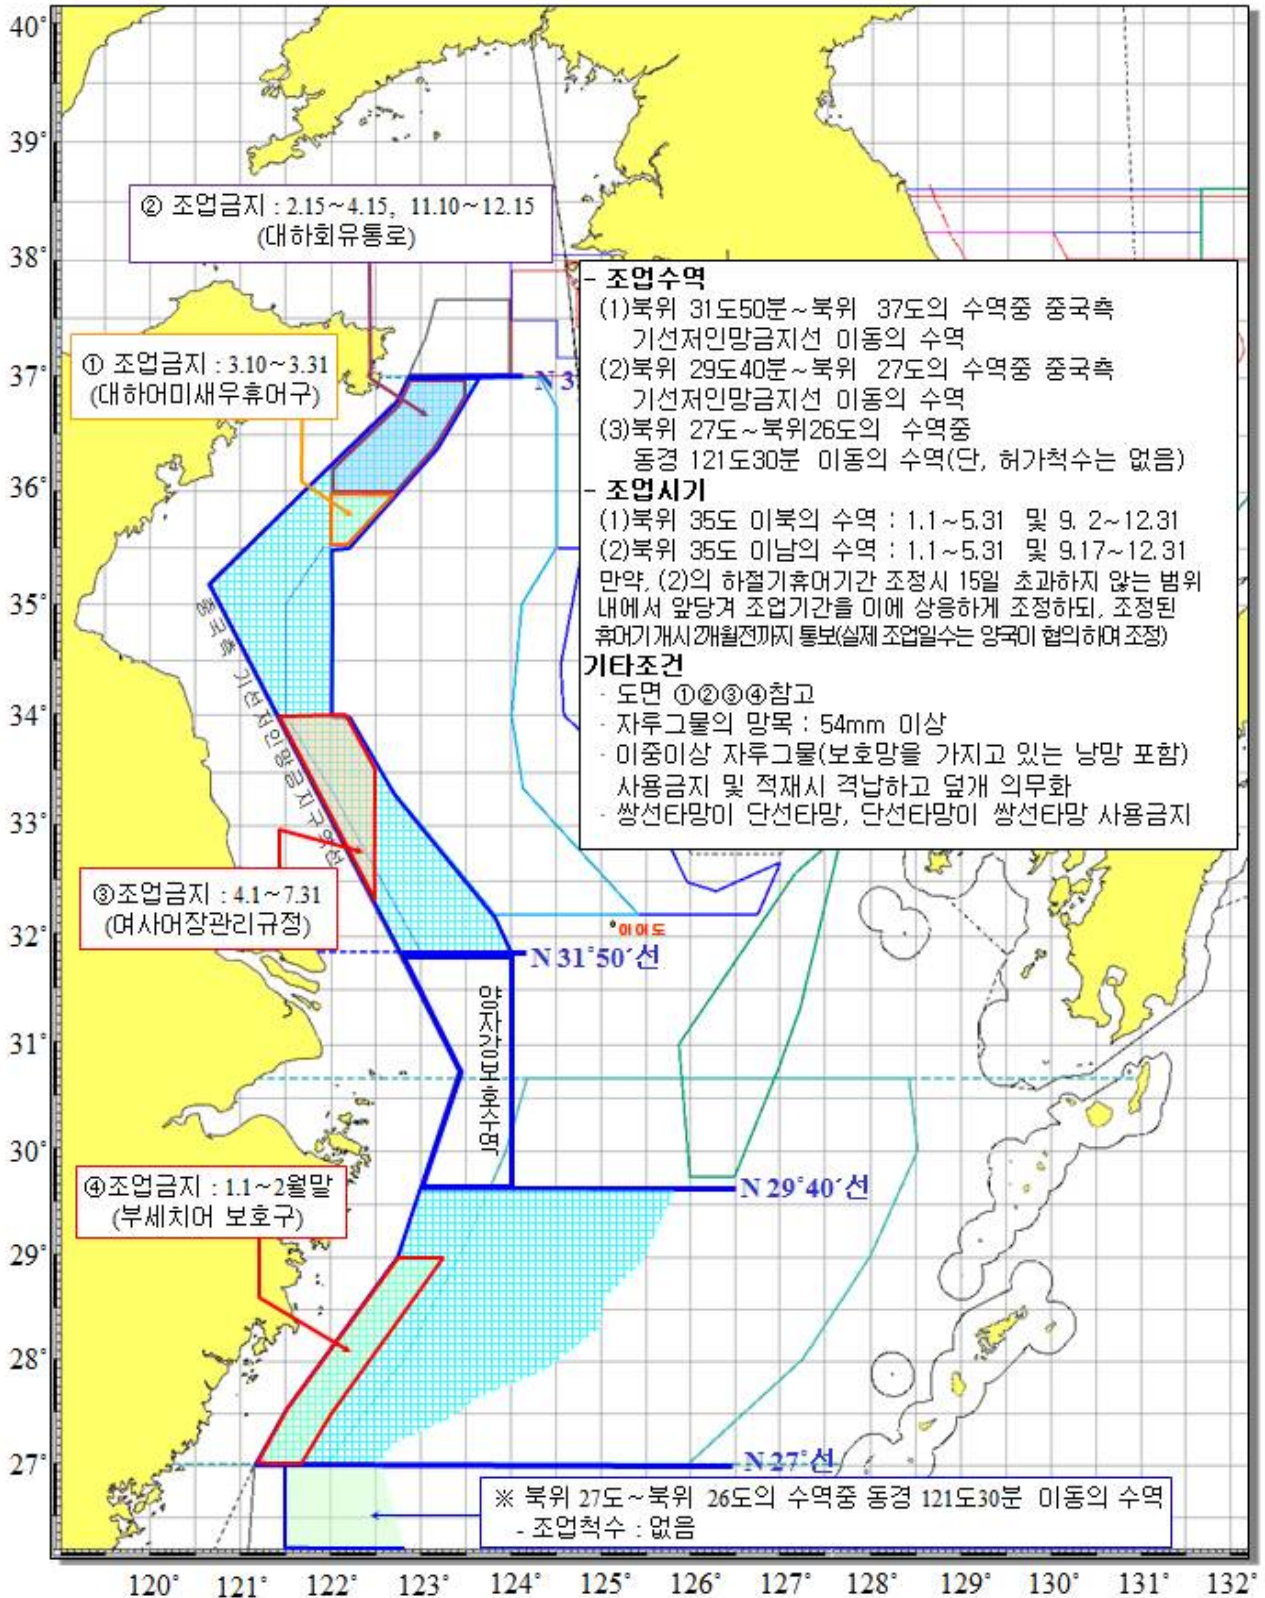 40°
39°
38°
37°
36°
35°
34°
33°
32°
31°
30°
29°
28°
27°
② 조업금지 : 2.15~4.15, 11.10~12.15
(대하회유통로)
① 조업금지 : 3.10~3.31
(대하어미새우휴어구)
N 3
- 조업수역
(1)북위 31도50분~북위 37도의 수역중 중국측
기선저인망금지선 이동의 수역
(2)북위 29도40분~북위 27도의 수역중 중국측
기선저인망금지선 이동의 수역
(3)북위 27도~북위26도의 수역중
동경 121도30분 이동의 수역(단, 허가척수는 없음)
- 조업시기
(1)북위 35도 이북의 수역 : 1.1~5.31 및 9. 2~12.31
(2)북위 35도 이남의 수역 : 1.1~5.31 및 9.17~12.31
만약, (2)의 하절기휴어기간 조정시 15일 초과하지 않는 범위
내에서 앞당겨 조업기간을 이에 상응하게 조정하되, 조정된
휴어기개시 2개월전까지 통보(실제 조업일수는 양국이 협의하여 조정)
기타조건
· 도면 ①②③④참고
· 자루그물의 망목 : 54mm 이상
· 이중이상 자루그물(보호망을 가지고 있는 낭망 포함)
사용금지 및 적재시 격납하고 덮개 의무화
· 쌍선타망이 단선타망, 단선타망이 쌍선타망 사용금지
중국측 기선저인망금지구역선
③조업금지 : 4.1~7.31
(여사어장관리규정)
이어도
N 31°50′선
양자강보호수역
N 29°40′선
④조업금지 : 1.1~2월말
(부세치어 보호구)
N 27°선
※ 북위 27도~북위 26도의 수역중 동경 121도30분 이동의 수역
- 조업척수 : 없음
120° 121° 122° 123° 124° 125° 126° 127° 128° 129° 130° 131° 132°